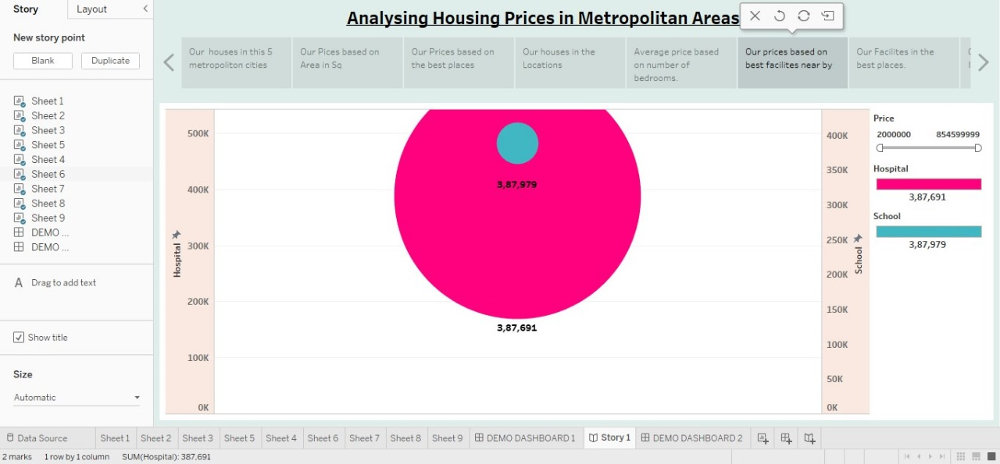 Story
Layout
New story point
Blank
Duplicate
Sheet 1
Sheet 2
Sheet 3
Sheet 5
Sheet 4
Sheet 6
Sheet 7
Sheet 8
Sheet 9
DEMO ...
DEMO ...
A Drag to add text
Show title
Size
Automatic
Analysing Housing Prices in Metropolitan Areas
Our houses in this 5
metropoliton cities
Our Pices based on
Area in Sq
Our Prices based on
the best places
Our houses in the
Locations
Average price based
on number of
bedrooms.
Our prices based on
best facilites near by
Our Facilites in the
best places.
500K
400K
300K
200K
100K
0K
Hospital
3,87,979
3,87,691
400K
350K
300K
250K
200K
150K
100K
50K
0K
School
Price
2000000 854599999
Hospital
3,87,691
School
3,87,979
Data Source Sheet 1 Sheet 2 Sheet 3 Sheet 5 Sheet 4 Sheet 6 Sheet 7 Sheet 8 Sheet 9 DEMO DASHBOARD 1 Story 1 DEMO DASHBOARD 2
2 marks 1 row by 1 column SUM(Hospital): 387,691